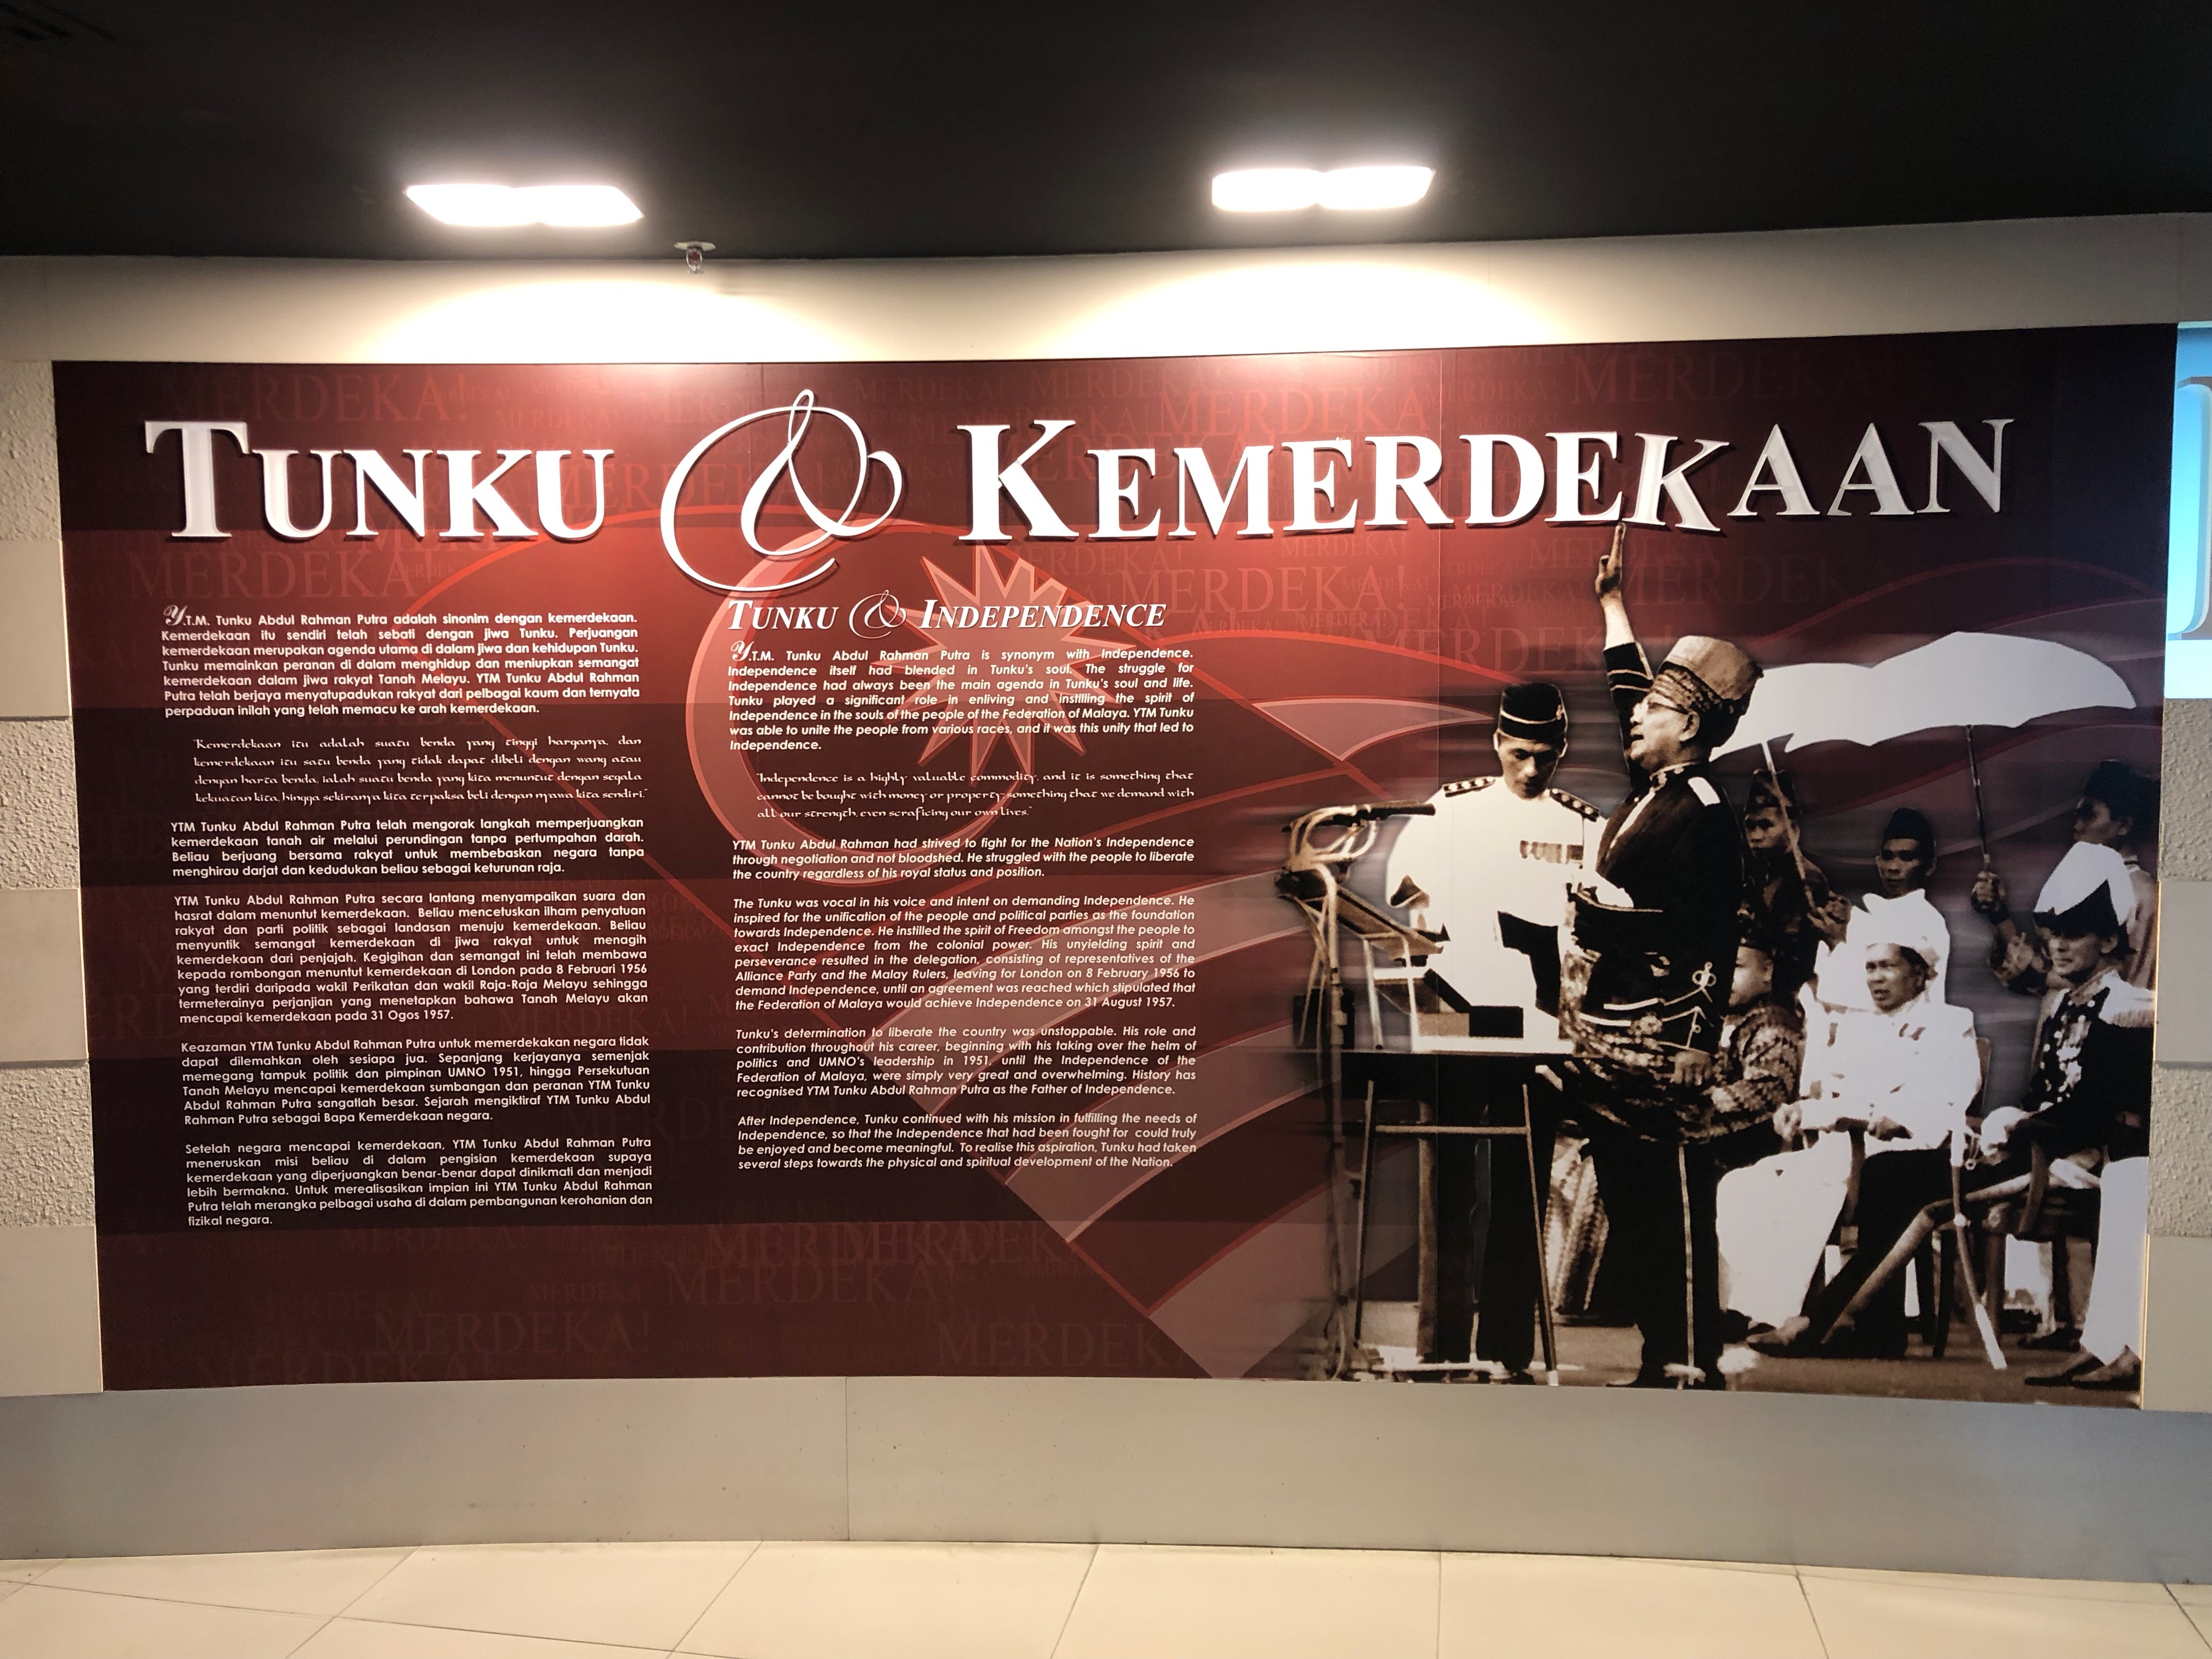 TUNKU & KEMERDEKAAN
Y.T.M. Tunku Abdul Rahman Putra adalah sinonim dengan kemerdekaan.
Kemerdekaan itu sendiri telah sebati dengan jiwa Tunku. Perjuangan
kemerdekaan merupakan agenda utama di dalam jiwa dan kehidupan Tunku.
Tunku memainkan peranan di dalam menghidup dan meniupkan semangat
kemerdekaan dalam jiwa rakyat Tanah Melayu. YTM Tunku Abdul Rahman
Putra telah berjaya menyatupadukan rakyat dari pelbagai kaum dan ternyata
perpaduan inilah yang telah memacu ke arah kemerdekaan.
"Kemerdekaan itu adalah suatu benda yang tinggi harganya, dan
kemerdekaan itu satu benda yang tidak dapat dibeli dengan wang atau
dengan harta benda, ialah suatu benda yang kita menuntut dengan segala
kekuatan kita, hingga sekiranya kita terpaksa beli dengan nyawa kita sendiri."
YTM Tunku Abdul Rahman Putra telah mengorak langkah memperjuangkan
kemerdekaan tanah air melalui perundingan tanpa pertumpahan darah.
Beliau berjuang bersama rakyat untuk membebaskan negara tanpa
menghirau darjat dan kedudukan beliau sebagai keturunan raja.
YTM Tunku Abdul Rahman Putra secara lantang menyampaikan suara dan
hasrat dalam menuntut kemerdekaan. Beliau mencetuskan ilham penyatuan
rakyat dan parti politik sebagai landasan menuju kemerdekaan. Beliau
menyuntik semangat kemerdekaan di jiwa rakyat untuk menagih
kemerdekaan dari penjajah. Kegigihan dan semangat ini telah membawa
kepada rombongan menuntut kemerdekaan di London pada 8 Februari 1956
yang terdiri daripada wakil Perikatan dan wakil Raja-Raja Melayu sehingga
termeterainya perjanjian yang menetapkan bahawa Tanah Melayu akan
mencapai kemerdekaan pada 31 Ogos 1957.
Keazaman YTM Tunku Abdul Rahman Putra untuk memerdekakan negara tidak
dapat dilemahkan oleh sesiapa jua. Sepanjang kerjayanya semenjak
memegang tampuk politik dan pimpinan UMNO 1951, hingga Persekutuan
Tanah Melayu mencapai kemerdekaan sumbangan dan peranan YTM Tunku
Abdul Rahman Putra sangatlah besar. Sejarah mengiktiraf YTM Tunku Abdul
Rahman Putra sebagai Bapa Kemerdekaan negara.
Setelah negara mencapai kemerdekaan, YTM Tunku Abdul Rahman Putra
meneruskan misi beliau di dalam pengisian kemerdekaan supaya
kemerdekaan yang diperjuangkan benar-benar dapat dinikmati dan menjadi
lebih bermakna. Untuk merealisasikan impian ini YTM Tunku Abdul Rahman
Putra telah merangka pelbagai usaha di dalam pembangunan kerohanian dan
fizikal negara.
TUNKU & INDEPENDENCE
Y.T.M. Tunku Abdul Rahman Putra is synonym with Independence.
Independence itself had blended in Tunku's soul. The struggle for
Independence had always been the main agenda in Tunku's soul and life.
Tunku played a significant role in enliving and instilling the spirit of
Independence in the souls of the people of the Federation of Malaya. YTM Tunku
was able to unite the people from various races, and it was this unity that led to
Independence.
"Independence is a highly valuable commodity, and it is something that
cannot be bought with money or property; something that we demand with
all our strength, even scraficing our own lives."
YTM Tunku Abdul Rahman had strived to fight for the Nation's Independence
through negotiation and not bloodshed. He struggled with the people to liberate
the country regardless of his royal status and position.
The Tunku was vocal in his voice and intent on demanding Independence. He
inspired for the unification of the people and political parties as the foundation
towards Independence. He instilled the spirit of Freedom amongst the people to
exact Independence from the colonial power. His unyielding spirit and
perseverance resulted in the delegation, consisting of representatives of the
Alliance Party and the Malay Rulers, leaving for London on 8 February 1956 to
demand Independence, until an agreement was reached which stipulated that
the Federation of Malaya would achieve Independence on 31 August 1957.
Tunku's determination to liberate the country was unstoppable. His role and
contribution throughout his career, beginning with his taking over the helm of
politics and UMNO's leadership in 1951, until the Independence of the
Federation of Malaya, were simply very great and overwhelming. History has
recognised YTM Tunku Abdul Rahman Putra as the Father of Independence.
After Independence, Tunku continued with his mission in fulfilling the needs of
Independence, so that the Independence that had been fought for could truly
be enjoyed and become meaningful. To realise this aspiration, Tunku had taken
several steps towards the physical and spiritual development of the Nation.
MERDEKA!
MERDEKA!
MERDEKA!
MERDEKA!
MERDEKA!